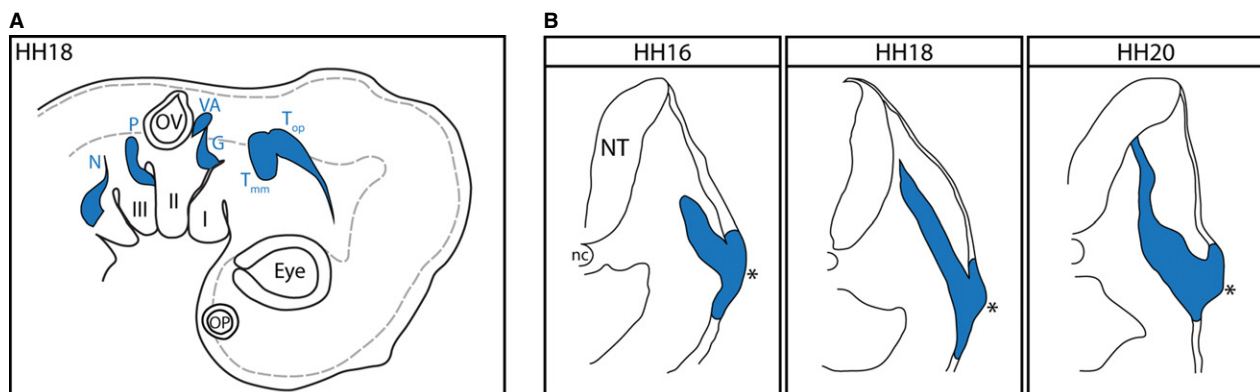 A
HH18
OV
VA
P
G
N
T op
T mm
III
II
I
Eye
OP
B
HH16
HH18
HH20
NT
nc
*
*
*